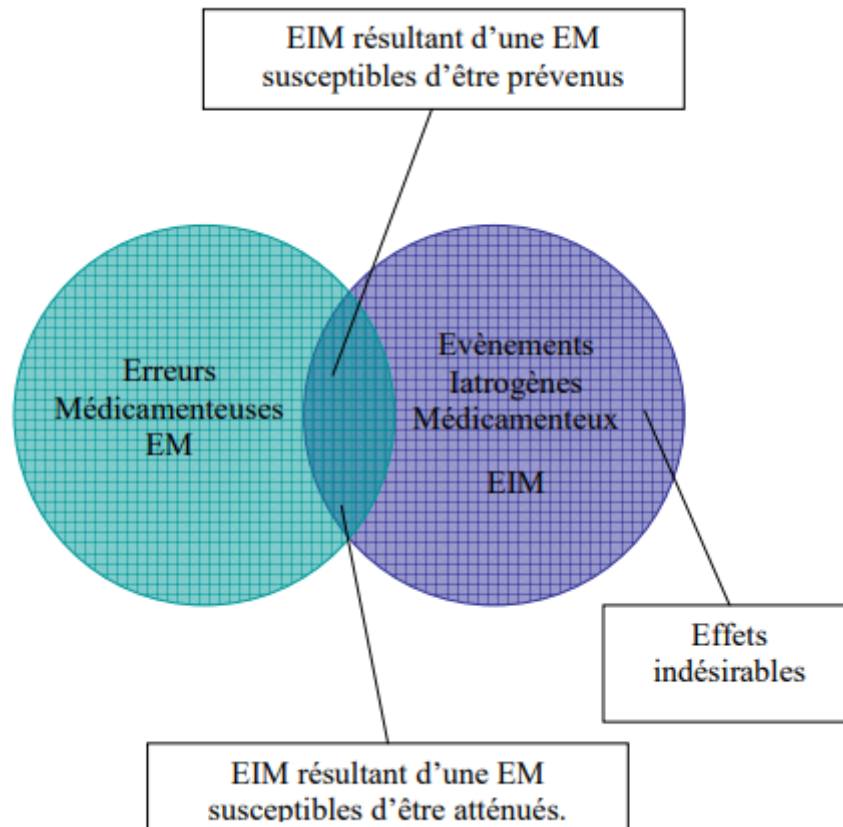 EIM résultant d’une EM
susceptibles d’être prévenus
Erreurs
Médicamenteuses
EM
Evènements
Iatrogènes
Médicamenteux
EIM
Effets
indésirables
EIM résultant d’une EM
susceptibles d’être atténués.